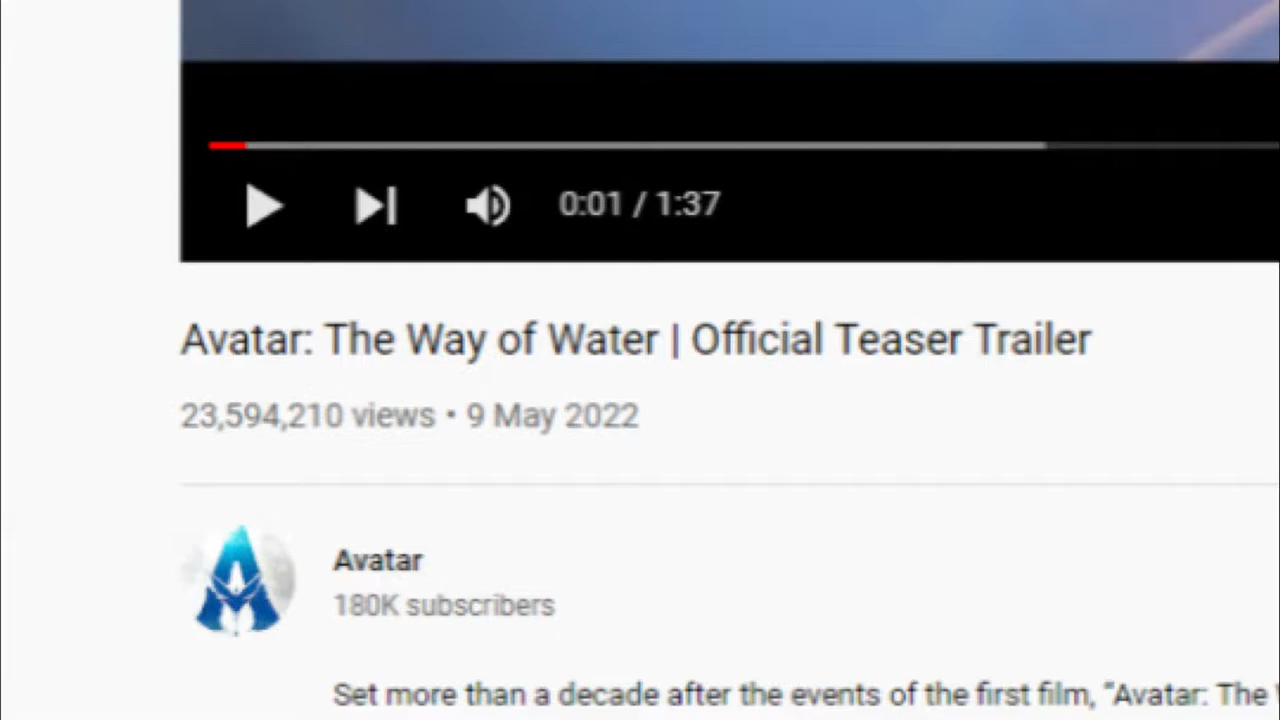 0:01 / 1:37
Avatar: The Way of Water | Official Teaser Trailer
23,594,210 views • 9 May 2022
Avatar
180K subscribers
Set more than a decade after the events of the first film, “Avatar: The